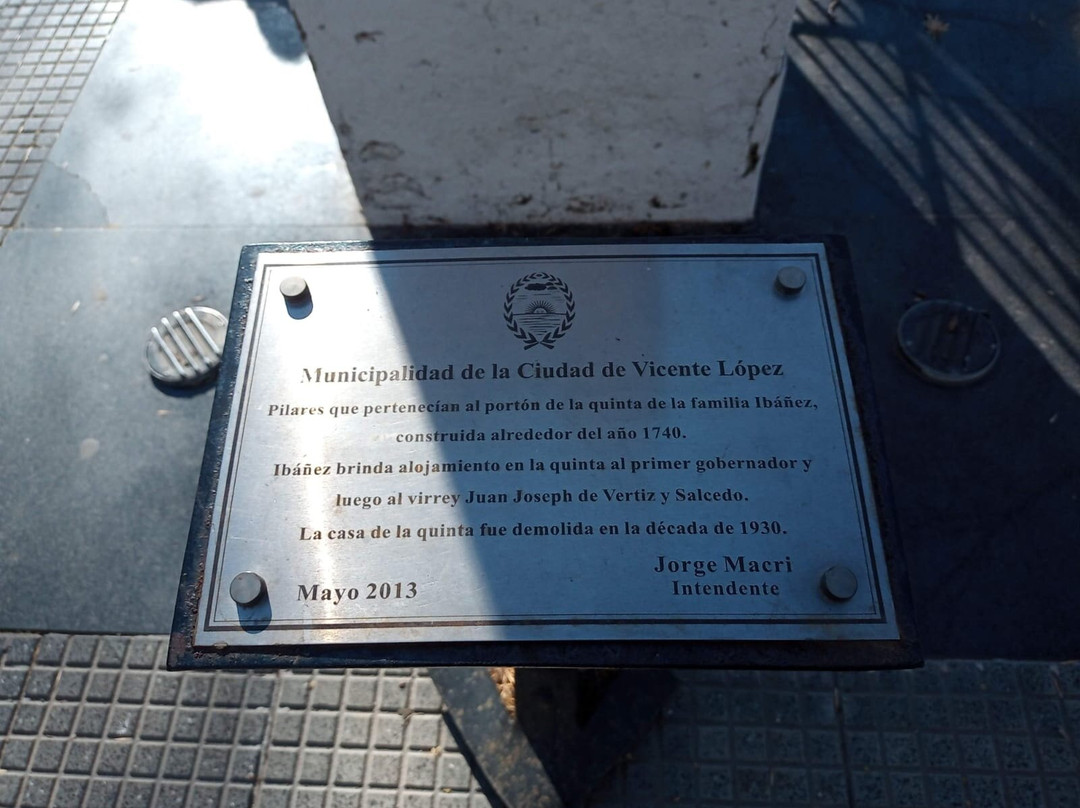 Municipalidad de la Ciudad de Vicente López
Pilares que pertenecían al portón de la quinta de la familia Ibáñez,
construida alrededor del año 1740.
Ibáñez brinda alojamiento en la quinta al primer gobernador y
luego al virrey Juan Joseph de Vertiz y Salcedo.
La casa de la quinta fue demolida en la década de 1930.
Jorge Macri
Mayo 2013
Intendente